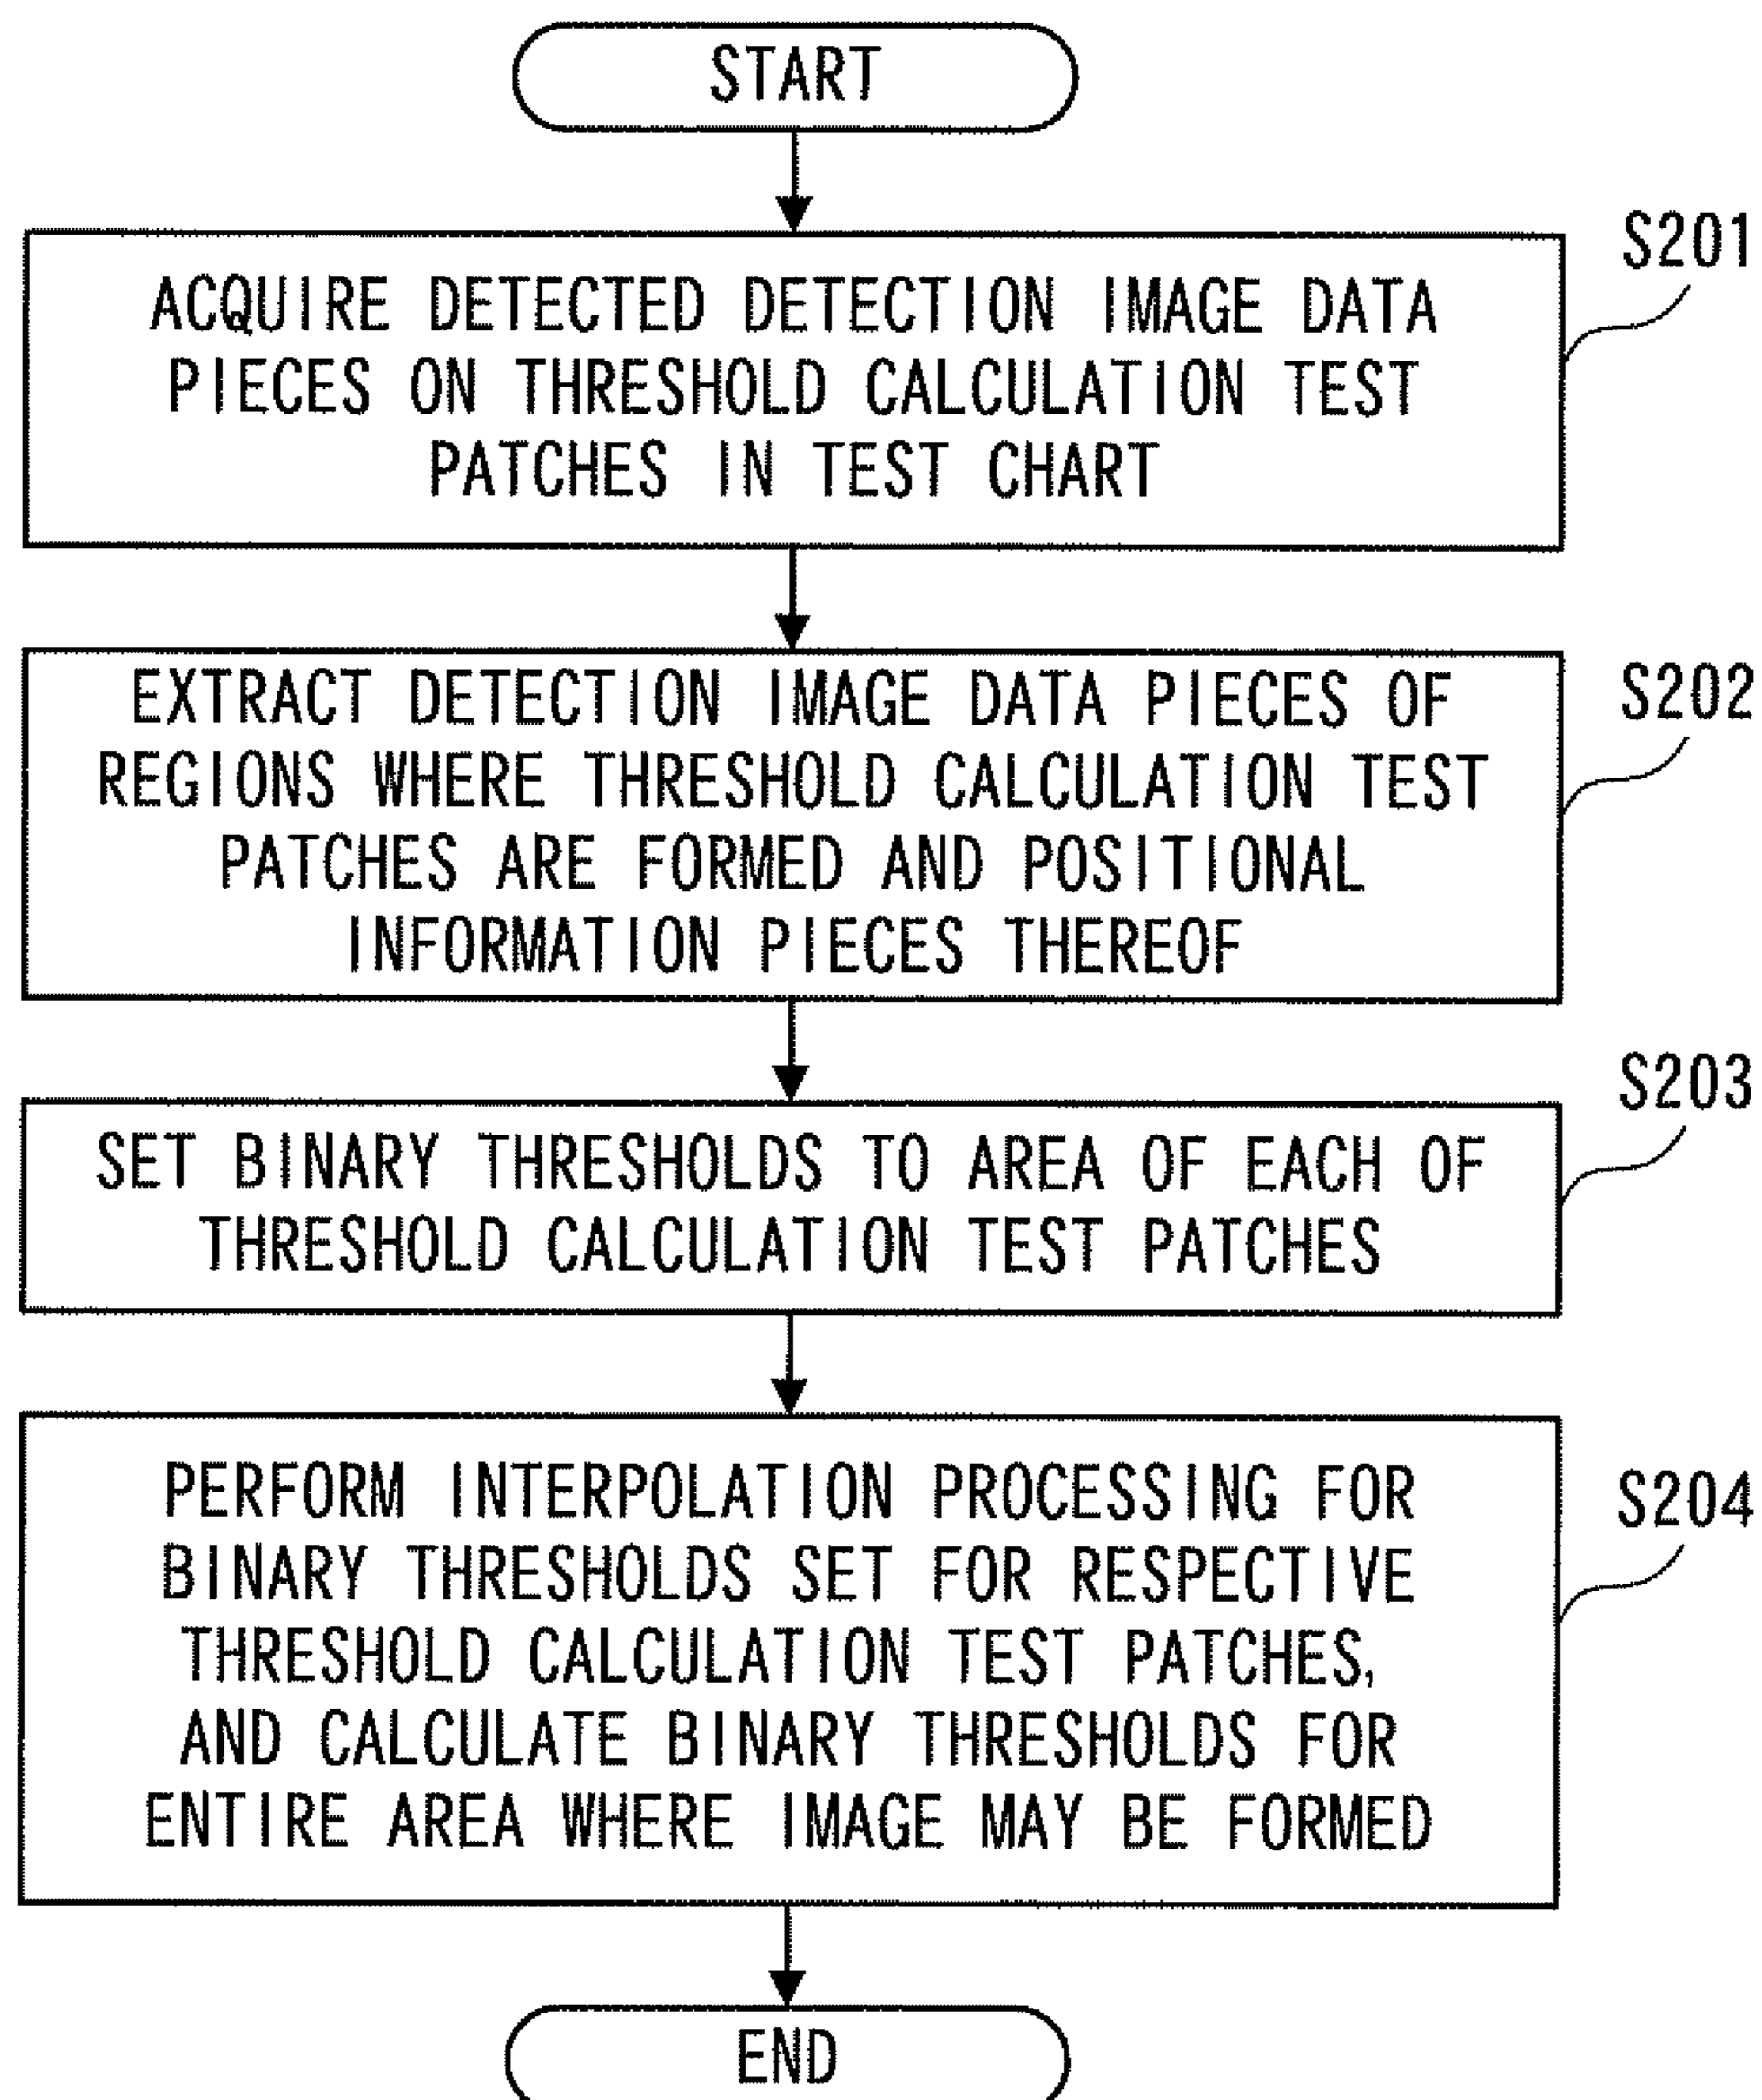 START
S201
ACQUIRE DETECTED DETECTION IMAGE DATA
PIECES ON THRESHOLD CALCULATION TEST
PATCHES IN TEST CHART
S202
EXTRACT DETECTION IMAGE DATA PIECES OF
REGIONS WHERE THRESHOLD CALCULATION TEST
PATCHES ARE FORMED AND POSITIONAL
INFORMATION PIECES THEREOF
S203
SET BINARY THRESHOLDS TO AREA OF EACH OF
THRESHOLD CALCULATION TEST PATCHES
S204
PERFORM INTERPOLATION PROCESSING FOR
BINARY THRESHOLDS SET FOR RESPECTIVE
THRESHOLD CALCULATION TEST PATCHES,
AND CALCULATE BINARY THRESHOLDS FOR
ENTIRE AREA WHERE IMAGE MAY BE FORMED
END